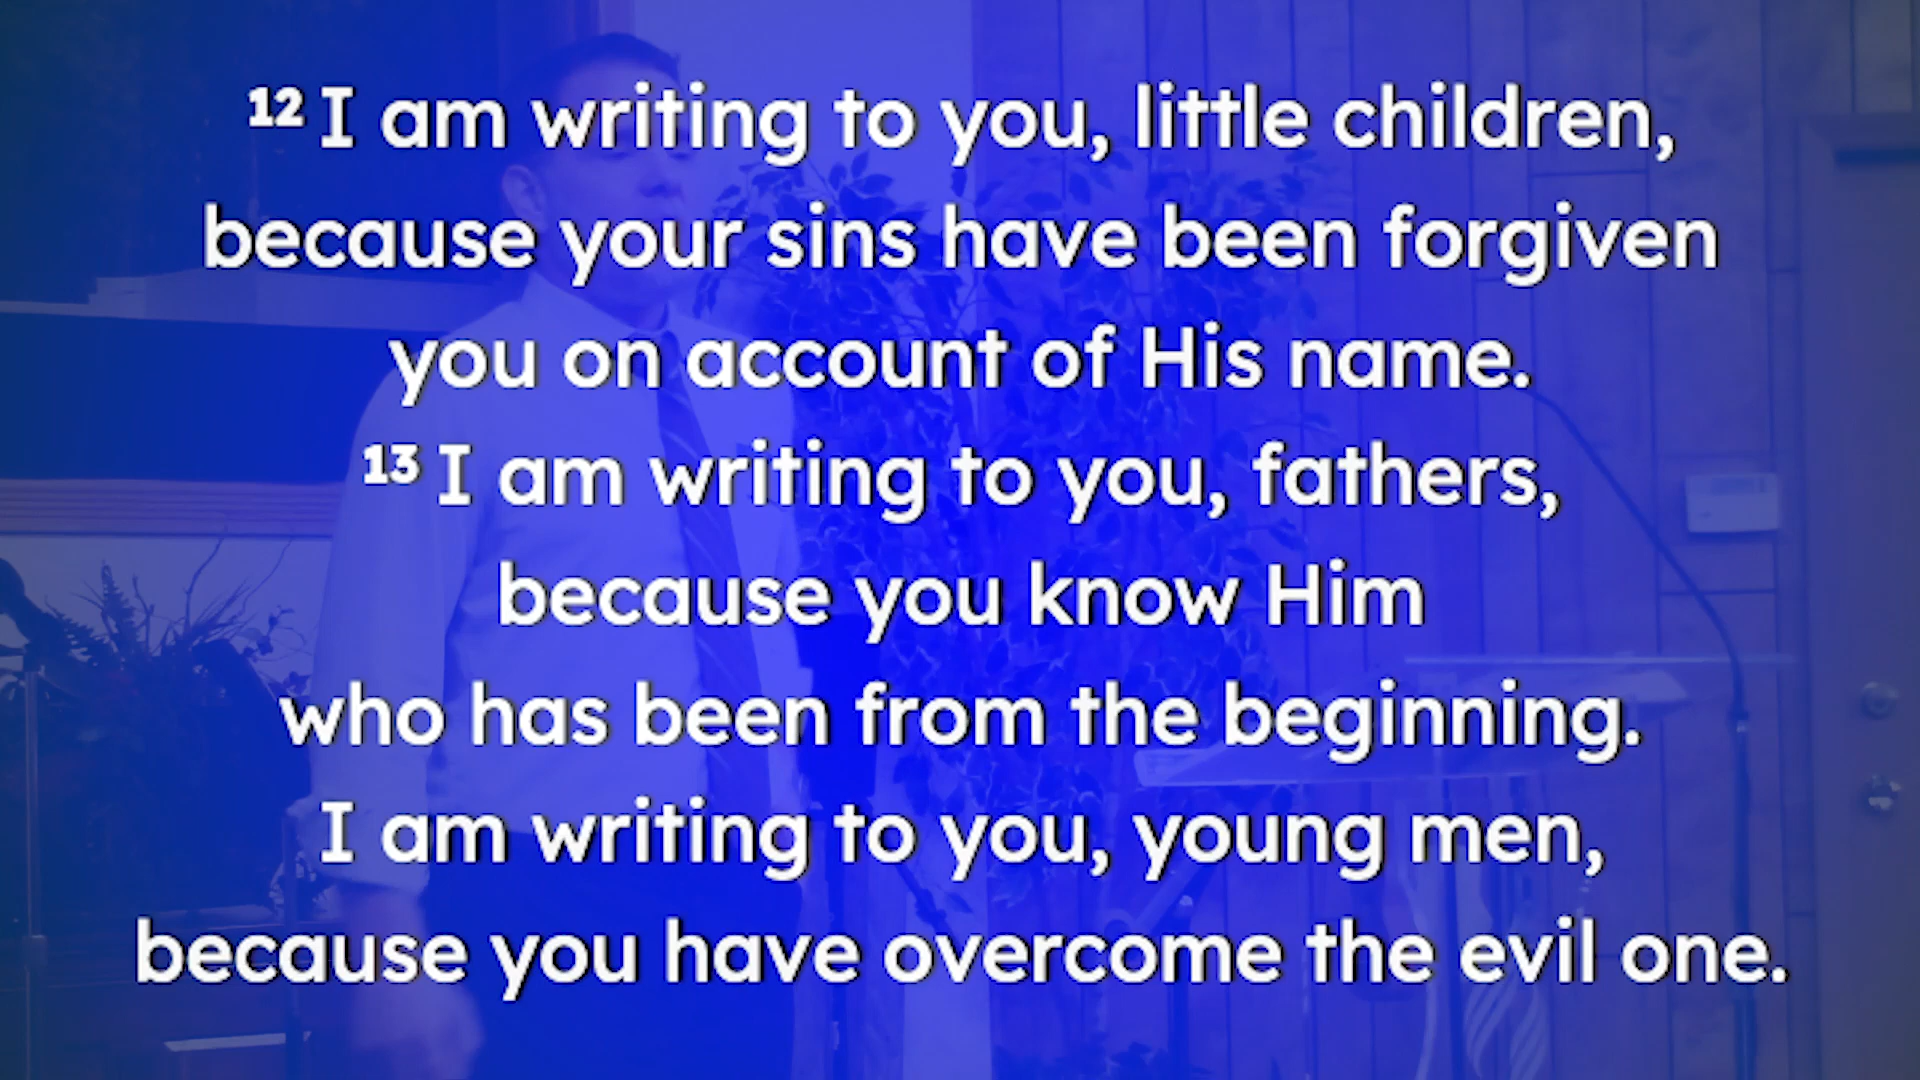 12 I am writing to you, little children,
because your sins have been forgiven
you on account of His name.
13 I am writing to you, fathers,
because you know Him
who has been from the beginning.
I am writing to you, young men,
because you have overcome the evil one.